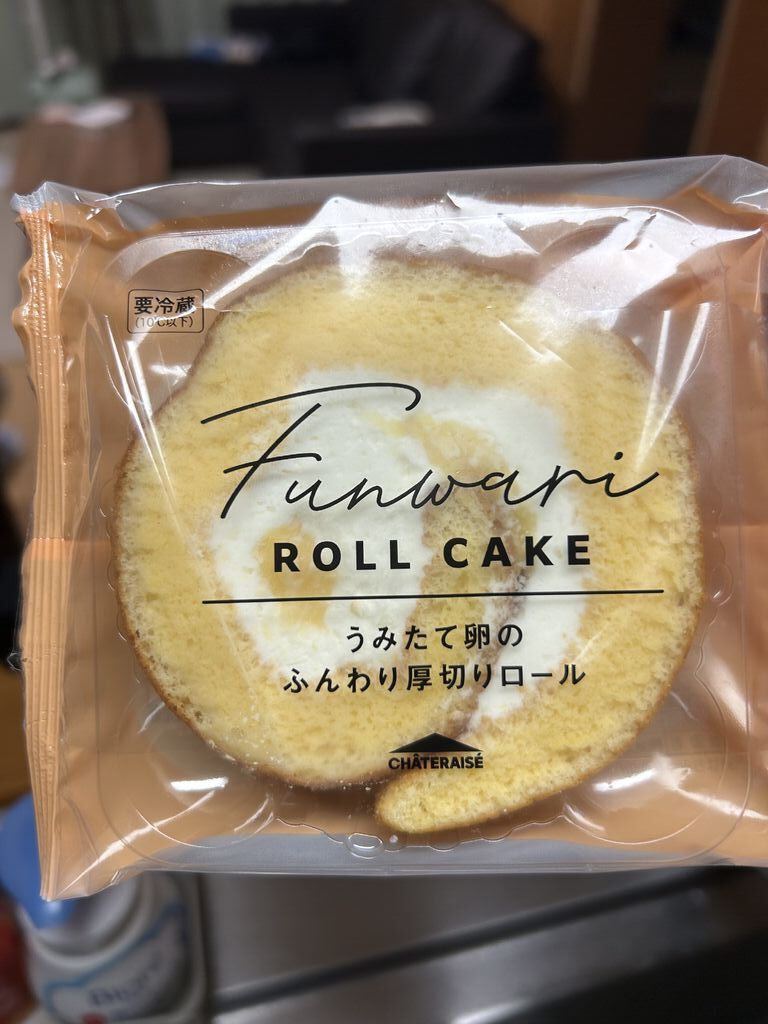 要冷蔵
(10℃以下)
Funwari
ROLL CAKE
うみたて卵の
ふんわり厚切りロール
CHÂTERAISÉ
Bioré